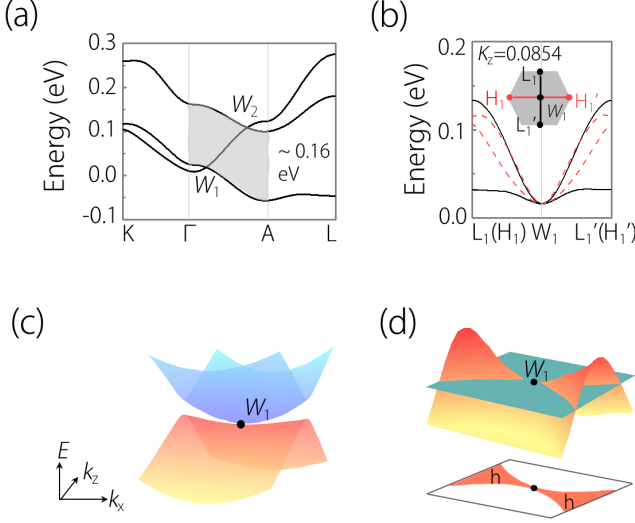 (a)
Energy (eV)
0.3
0.2
0.1
0.0
-0.1
W₂
W₁
~ 0.16
eV
K Γ A L
(b)
Energy (eV)
0.2
0.1
0.0
K_z=0.0854
L₁
H₁ H₁'
W₁
L₁'
L₁(H₁) W₁ L₁'(H₁')
(c)
W₁
E
k_z
k_x
(d)
W₁
h
h